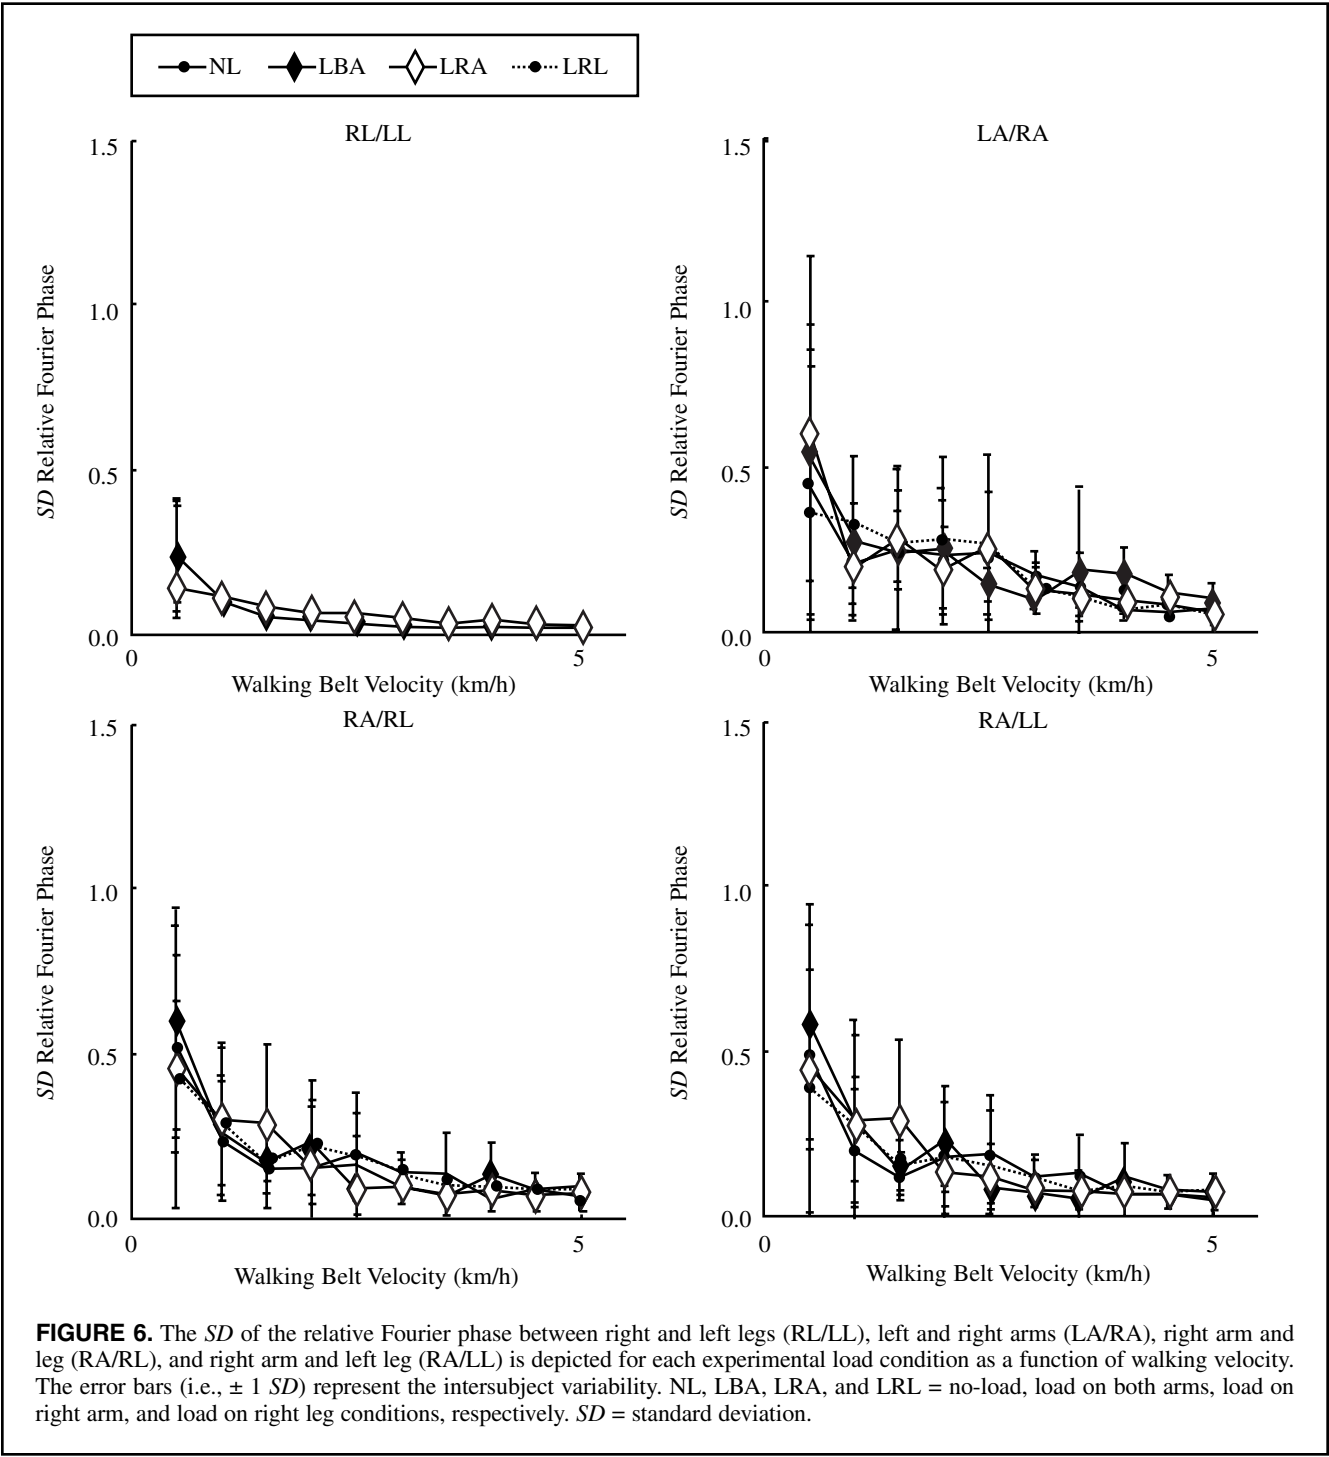 NL LBA LRA LRL
RL/LL
1.5
1.0
0.5
0.0
SD Relative Fourier Phase
0 5
Walking Belt Velocity (km/h)
LA/RA
1.5
1.0
0.5
0.0
SD Relative Fourier Phase
0 5
Walking Belt Velocity (km/h)
RA/RL
1.5
1.0
0.5
0.0
SD Relative Fourier Phase
0 5
Walking Belt Velocity (km/h)
RA/LL
1.5
1.0
0.5
0.0
SD Relative Fourier Phase
0 5
Walking Belt Velocity (km/h)
FIGURE 6. The SD of the relative Fourier phase between right and left legs (RL/LL), left and right arms (LA/RA), right arm and
leg (RA/RL), and right arm and left leg (RA/LL) is depicted for each experimental load condition as a function of walking velocity.
The error bars (i.e., ± 1 SD) represent the intersubject variability. NL, LBA, LRA, and LRL = no-load, load on both arms, load on
right arm, and load on right leg conditions, respectively. SD = standard deviation.